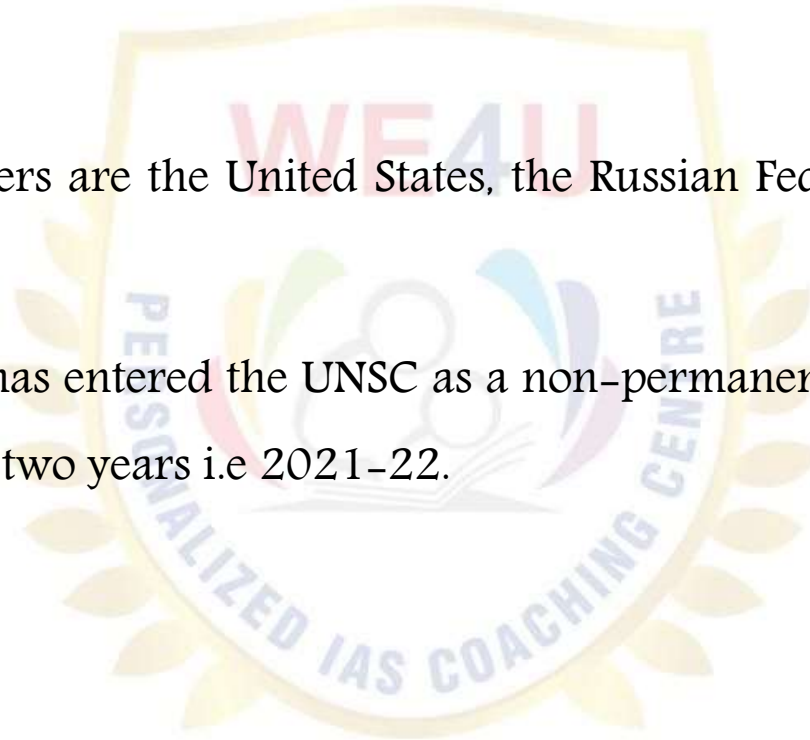 WE4U
ers are the United States, the Russian Fed
has entered the UNSC as a non-permanen
two years i.e 2021-22.
PERSONALIZED IAS COACHING CENTRE